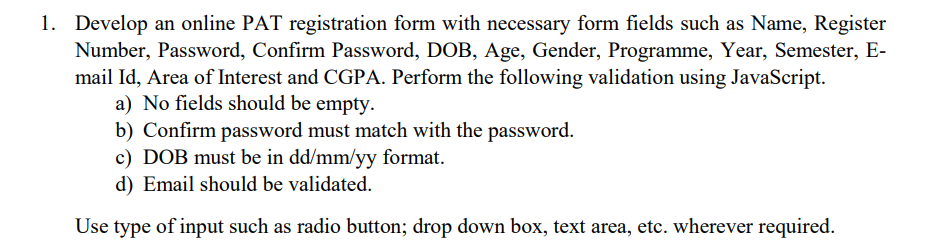 1. Develop an online PAT registration form with necessary form fields such as Name, Register
Number, Password, Confirm Password, DOB, Age, Gender, Programme, Year, Semester, E-
mail Id, Area of Interest and CGPA. Perform the following validation using JavaScript.
a) No fields should be empty.
b) Confirm password must match with the password.
c) DOB must be in dd/mm/yy format.
d) Email should be validated.
Use type of input such as radio button; drop down box, text area, etc. wherever required.